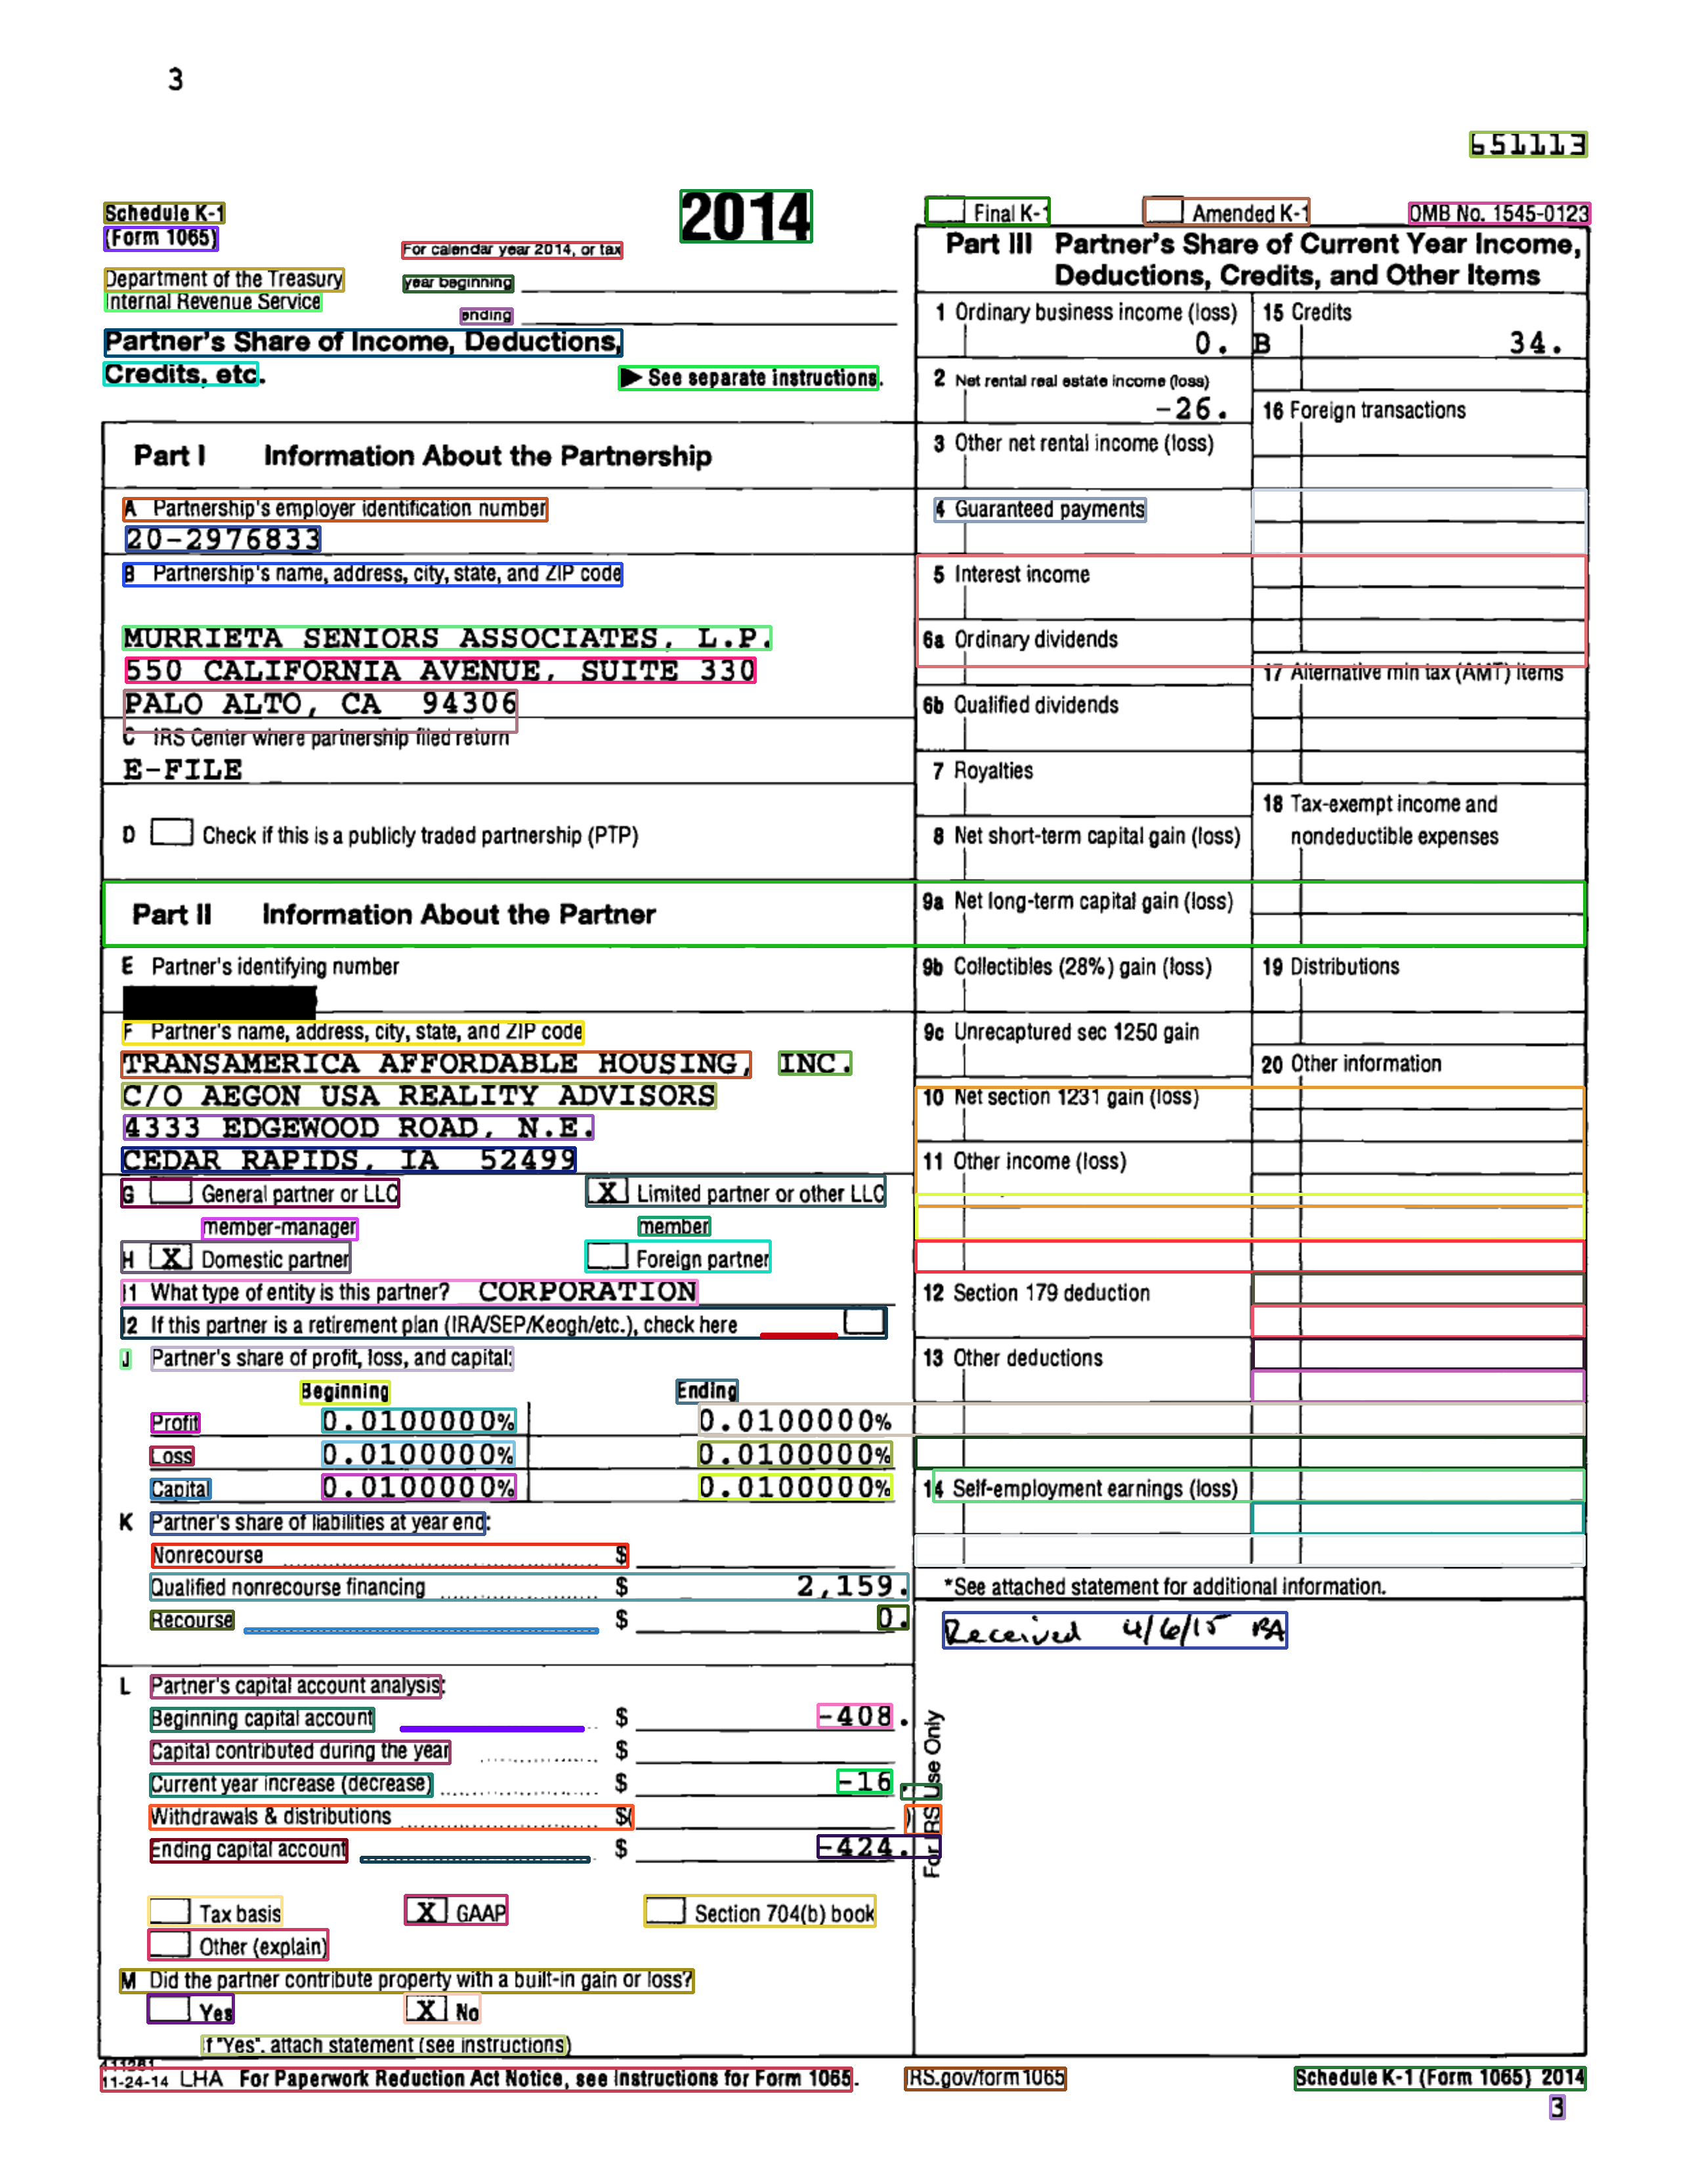 3
651113
Schedule K-1
(Form 1065)
2014
Department of the Treasury
Internal Revenue Service
For calendar year 2014, or tax
year beginning
ending
Partner's Share of Income, Deductions,
Credits, etc.
► See separate instructions.
Part I Information About the Partnership
A Partnership's employer identification number
20-2976833
B Partnership's name, address, city, state, and ZIP code
MURRIETA SENIORS ASSOCIATES, L.P.
550 CALIFORNIA AVENUE, SUITE 330
PALO ALTO, CA 94306
C IRS Center where partnership filed return
E-FILE
D Check if this is a publicly traded partnership (PTP)
Part II Information About the Partner
E Partner's identifying number
F Partner's name, address, city, state, and ZIP code
TRANSAMERICA AFFORDABLE HOUSING, INC.
C/O AEGON USA REALITY ADVISORS
4333 EDGEWOOD ROAD, N.E.
CEDAR RAPIDS, IA 52499
G General partner or LLC X Limited partner or other LLC
member-manager member
H X Domestic partner Foreign partner
I1 What type of entity is this partner? CORPORATION
I2 If this partner is a retirement plan (IRA/SEP/Keogh/etc.), check here
J Partner's share of profit, loss, and capital:
Beginning Ending
Profit 0.0100000% 0.0100000%
Loss 0.0100000% 0.0100000%
Capital 0.0100000% 0.0100000%
K Partner's share of liabilities at year end:
Nonrecourse $
Qualified nonrecourse financing $ 2,159.
Recourse $ 0.
L Partner's capital account analysis:
Beginning capital account $ -408.
Capital contributed during the year $
Current year increase (decrease) $ -16.
Withdrawals & distributions $( )
Ending capital account $ -424.
Tax basis X GAAP Section 704(b) book
Other (explain)
M Did the partner contribute property with a built-in gain or loss?
Yes X No
If "Yes", attach statement (see instructions)
Final K-1 Amended K-1 OMB No. 1545-0123
Part III Partner's Share of Current Year Income,
Deductions, Credits, and Other Items
1 Ordinary business income (loss)
0.
2 Net rental real estate income (loss)
-26.
3 Other net rental income (loss)
4 Guaranteed payments
5 Interest income
6a Ordinary dividends
6b Qualified dividends
7 Royalties
8 Net short-term capital gain (loss)
9a Net long-term capital gain (loss)
9b Collectibles (28%) gain (loss)
9c Unrecaptured sec 1250 gain
10 Net section 1231 gain (loss)
11 Other income (loss)
12 Section 179 deduction
13 Other deductions
14 Self-employment earnings (loss)
15 Credits
B 34.
16 Foreign transactions
17 Alternative min tax (AMT) items
18 Tax-exempt income and
nondeductible expenses
19 Distributions
20 Other information
*See attached statement for additional information.
Received 4/6/15 BA
For IRS Use Only
411261
11-24-14 LHA For Paperwork Reduction Act Notice, see Instructions for Form 1065.
IRS.gov/form1065
Schedule K-1 (Form 1065) 2014
3